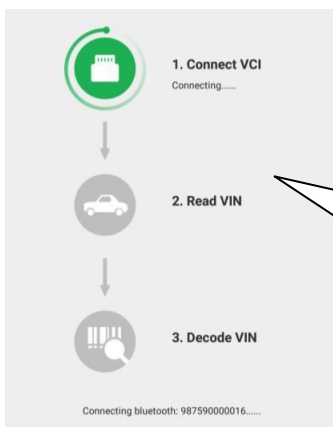 1. Connect VCI
Connecting......
2. Read VIN
3. Decode VIN
Connecting bluetooth: 987590000016......